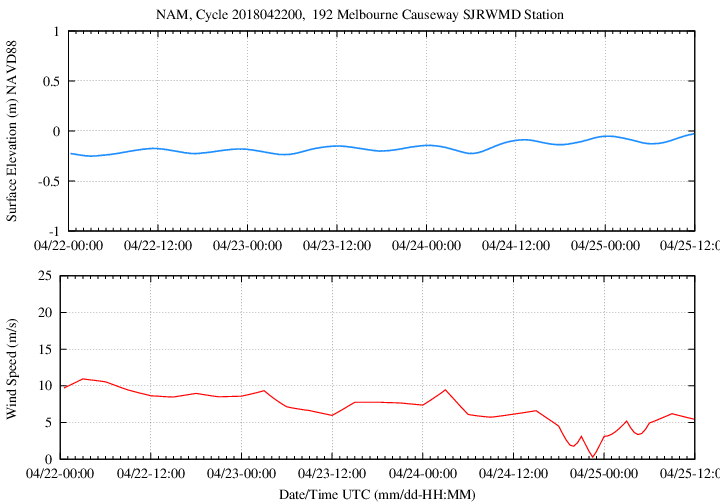 NAM, Cycle 2018042200,  192 Melbourne Causeway SJRWMD Station
Surface Elevation (m) NAVD88
1
0.5
0
-0.5
-1
04/22-00:00 04/22-12:00 04/23-00:00 04/23-12:00 04/24-00:00 04/24-12:00 04/25-00:00 04/25-12:0
Wind Speed (m/s)
25
20
15
10
5
0
04/22-00:00 04/22-12:00 04/23-00:00 04/23-12:00 04/24-00:00 04/24-12:00 04/25-00:00 04/25-12:0
Date/Time UTC (mm/dd-HH:MM)